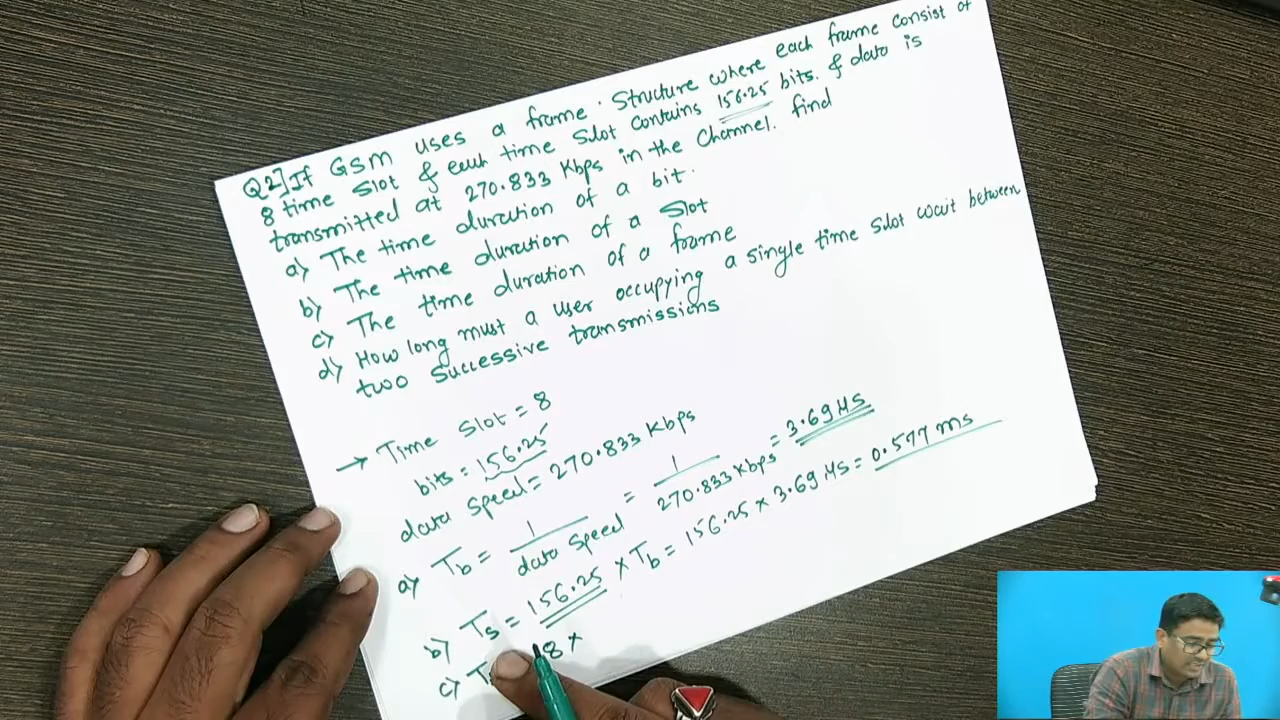 Q2] If GSM uses a frame structure where each frame consist of
8 time slot & each time slot contains 156.25 bits. & data is
transmitted at 270.833 Kbps in the channel. find
a) The time duration of a bit.
b) The time duration of a slot
c) The time duration of a frame
d) How long must a user occupying a single time slot wait between
two successive transmissions
→ Time slot = 8
bits = 156.25
data speed = 270.833 Kbps
a) Tb = 1 / data speed = 1 / 270.833 Kbps = 3.69 μs
b) Ts = 156.25 × Tb = 156.25 × 3.69 μs = 0.577 ms
c) T 8 ×